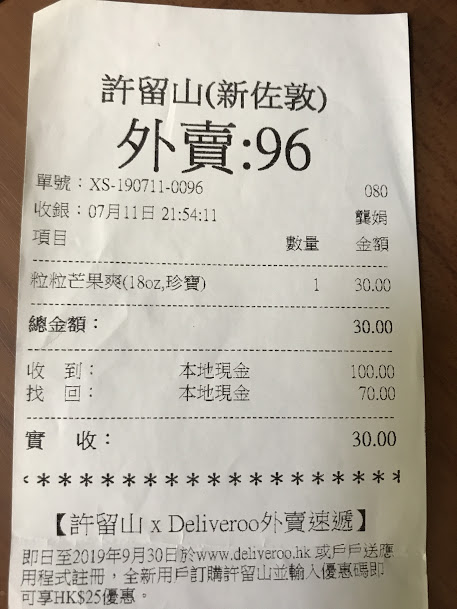 許留山(新佐敦)
外賣:96
單號：XS-190711-0096 080
收銀：07月11日 21:54:11 龔娟
項目 數量 金額
粒粒芒果爽(18oz,珍寶) 1 30.00
總金額： 30.00
收 到： 本地現金 100.00
找 回： 本地現金 70.00
實 收： 30.00
【許留山 x Deliveroo外賣速遞】
即日至2019年9月30日於www.deliveroo.hk 或戶戶送應
用程式註冊，全新用戶訂購許留山並輸入優惠碼即
可享HK$25優惠。